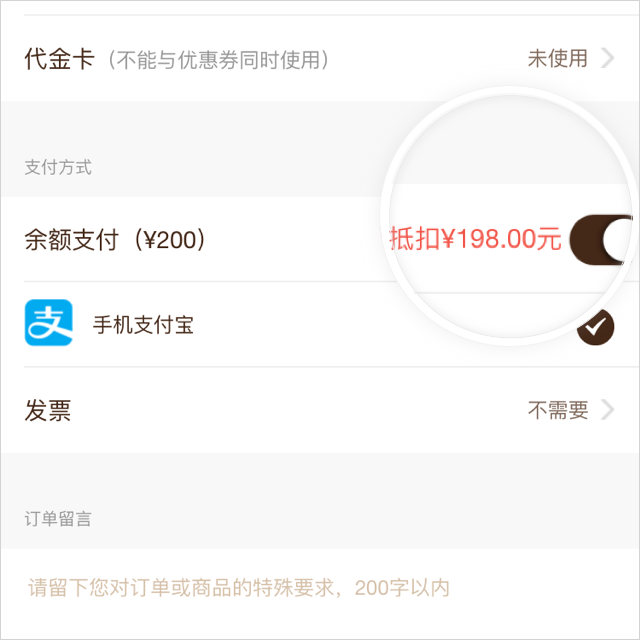 代金卡（不能与优惠券同时使用） 未使用
支付方式
余额支付（¥200） 抵扣¥198.00元
支 手机支付宝
发票 不需要
订单留言
请留下您对订单或商品的特殊要求，200字以内